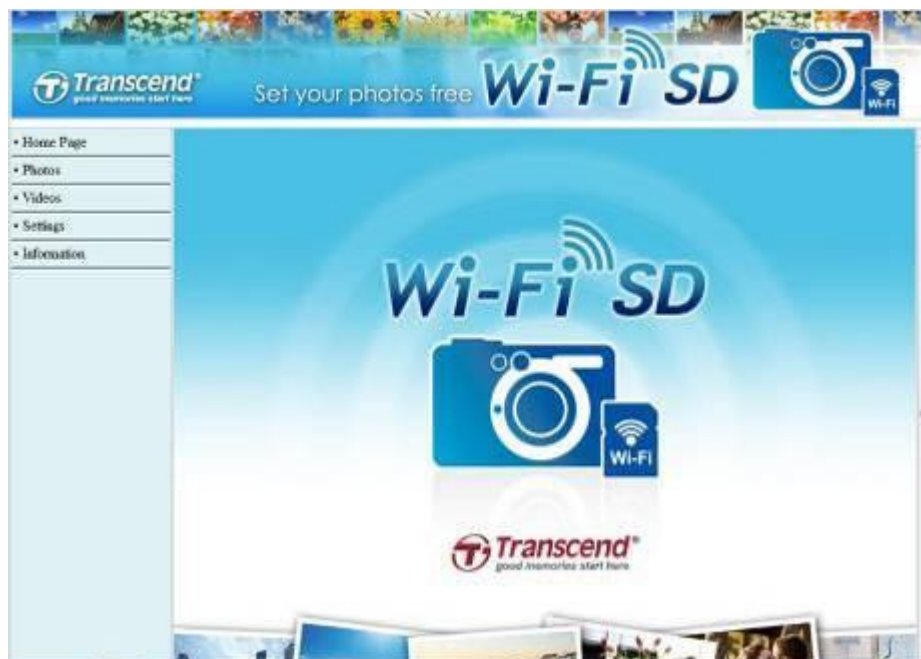 Transcend®
good memories start here
Set your photos free Wi-Fi SD
Wi-Fi
• Home Page
• Photos
• Videos
• Settings
• Information
Wi-Fi SD
Wi-Fi
Transcend®
good memories start here